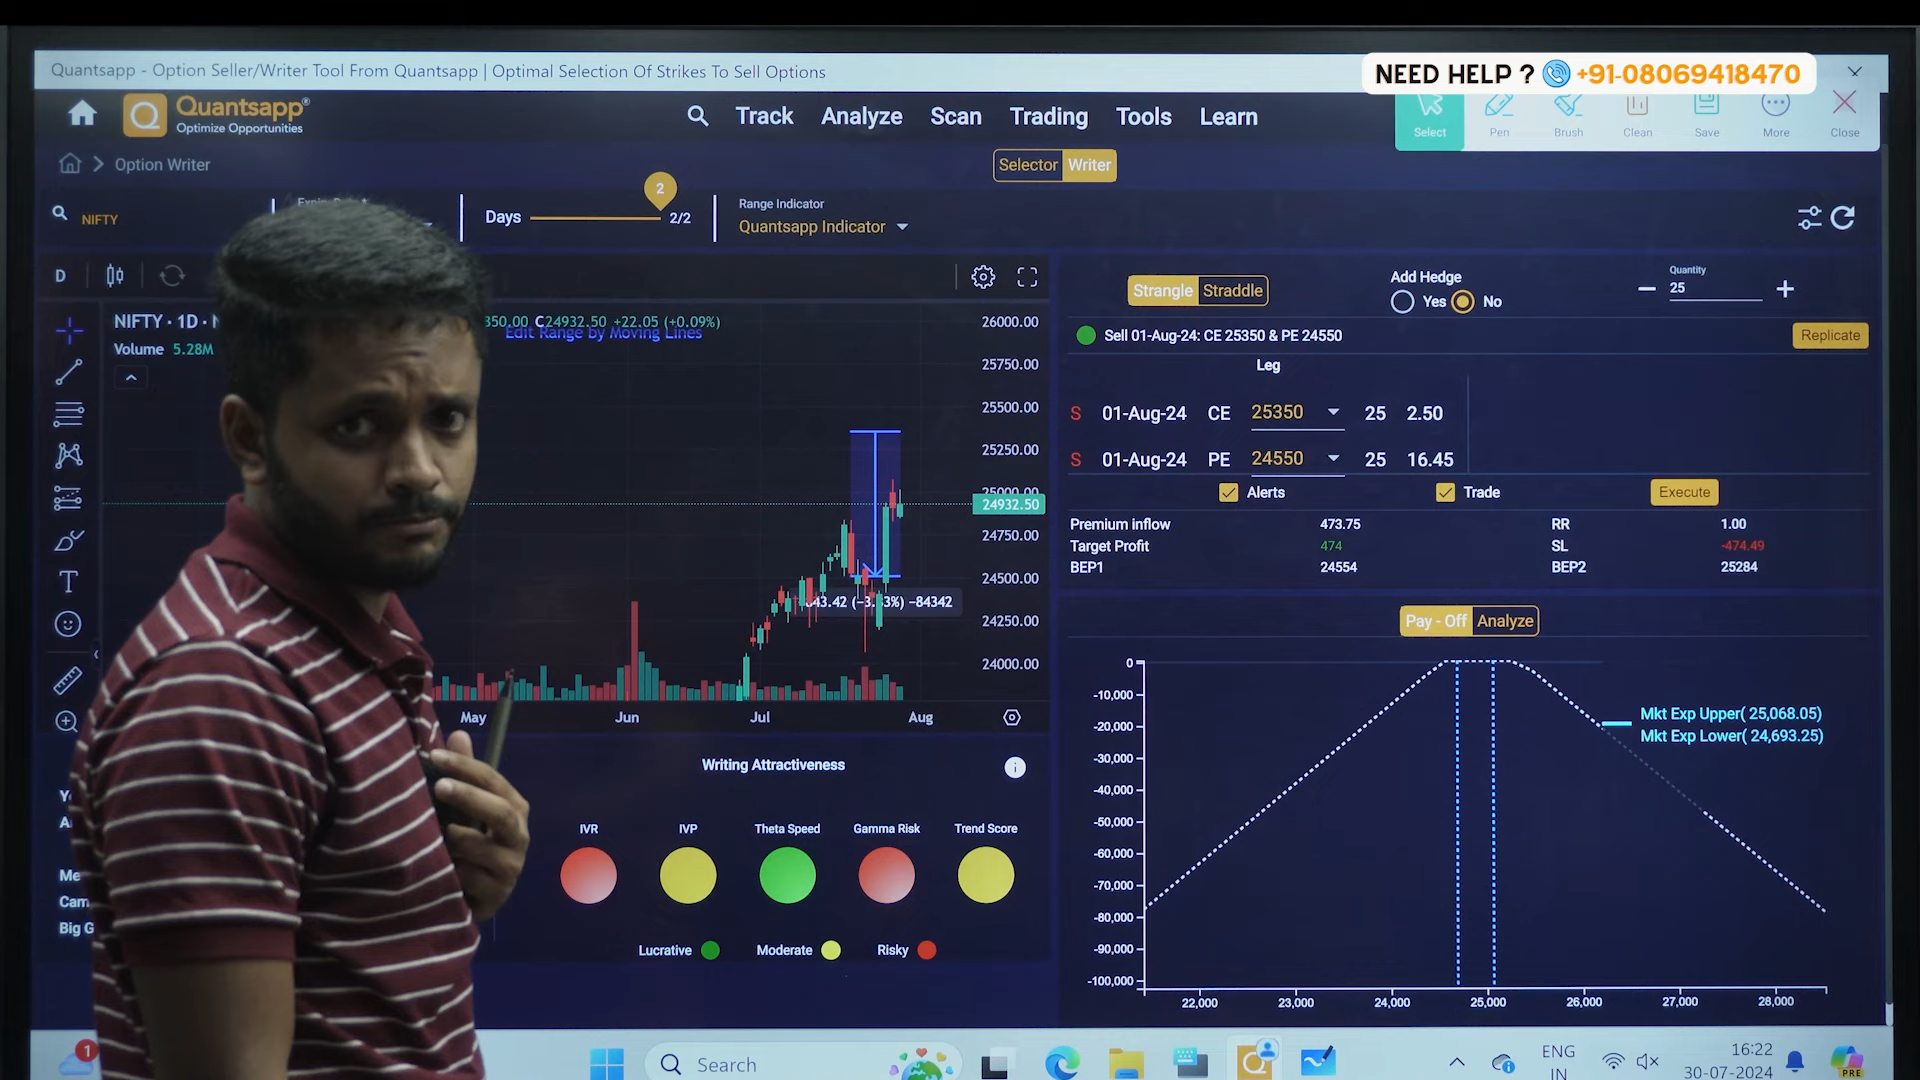 Quantsapp - Option Seller/Writer Tool From Quantsapp | Optimal Selection Of Strikes To Sell Options
NEED HELP ? +91-08069418470
Quantsapp®
Optimize Opportunities
Track Analyze Scan Trading Tools Learn
Select Pen Brush Clean Save More Close
Option Writer
Selector Writer
NIFTY
Days
2
2/2
Range Indicator
Quantsapp Indicator
D
Strangle Straddle
Add Hedge
Yes No
Quantity
25
NIFTY · 1D
350.00 C24932.50 +22.05 (+0.09%)
Edit Range by Moving Lines
Volume 5.28M
26000.00
25750.00
25500.00
25250.00
25000.00
24932.50
24750.00
24500.00
24250.00
24000.00
(−3. 3%) −84342
May Jun Jul Aug
Sell 01-Aug-24: CE 25350 & PE 24550
Replicate
Leg
S 01-Aug-24 CE 25350 25 2.50
S 01-Aug-24 PE 24550 25 16.45
Alerts Trade Execute
Premium inflow 473.75 RR 1.00
Target Profit 474 SL -474.49
BEP1 24554 BEP2 25284
Pay - Off Analyze
0
-10,000
-20,000
-30,000
-40,000
-50,000
-60,000
-70,000
-80,000
-90,000
-100,000
22,000 23,000 24,000 25,000 26,000 27,000 28,000
Mkt Exp Upper( 25,068.05)
Mkt Exp Lower( 24,693.25)
Writing Attractiveness
IVR IVP Theta Speed Gamma Risk Trend Score
Lucrative Moderate Risky
Me
Cam
Big G
1
Search
ENG
IN
16:22
30-07-2024
PRE